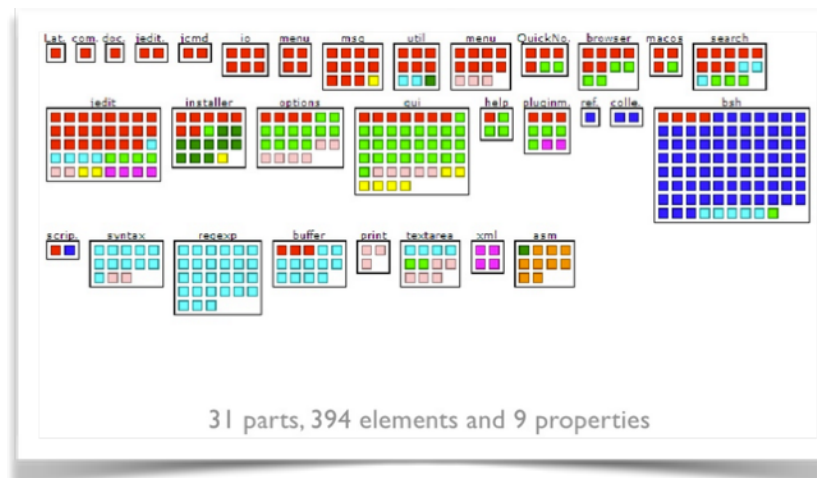 Lat. com. doc. jedit. jcmd io menu msg util menu QuickNo. browser macos search
jedit installer options gui help pluginm. ref. colle. bsh
scrip. syntax regexp buffer print textarea xml asm
31 parts, 394 elements and 9 properties